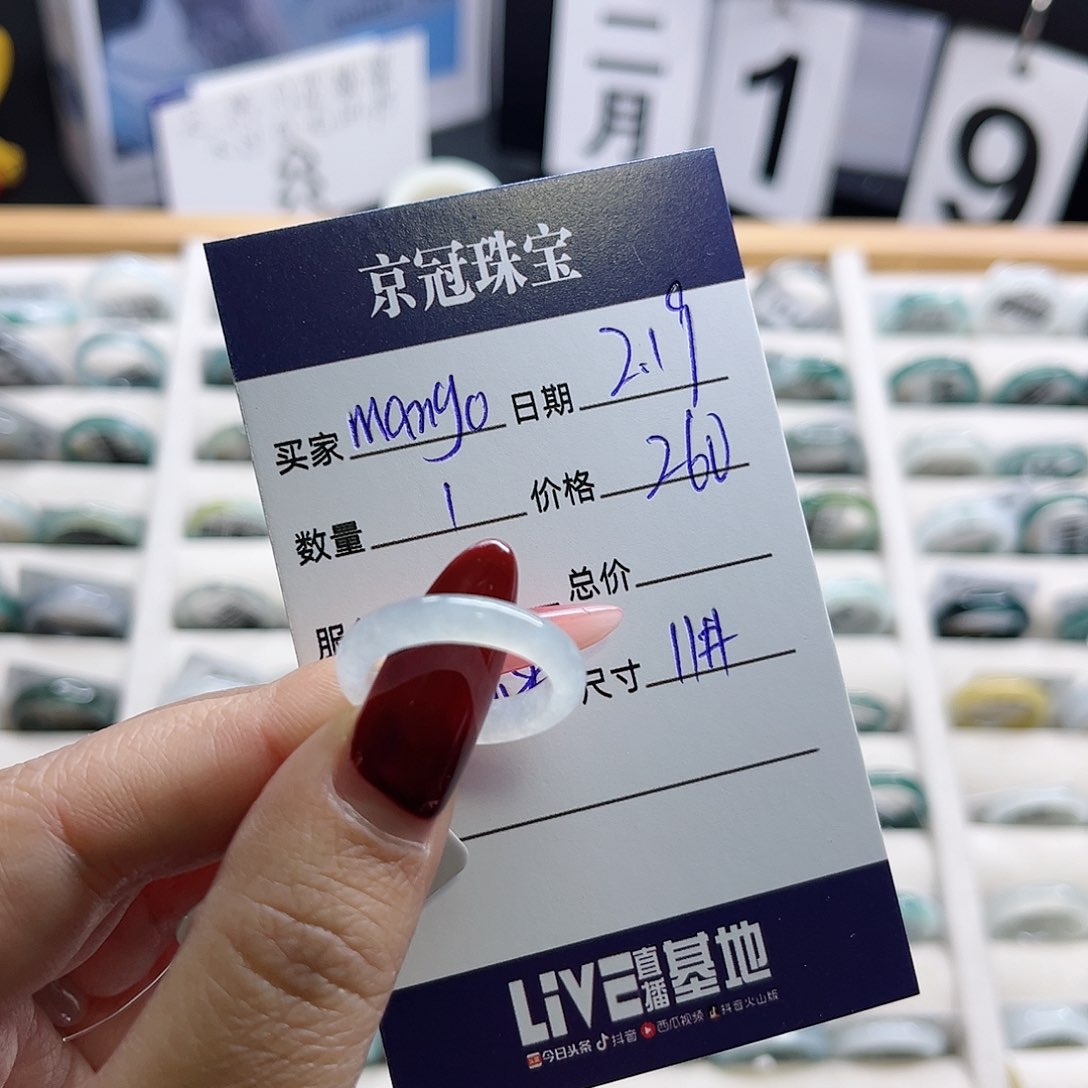 二月 1 9
京冠珠宝
买家 mango 日期 2.19
数量 1 价格 260
总价
尺寸 11#
LiVE直播基地
今日头条 抖音 西瓜视频 抖音火山版